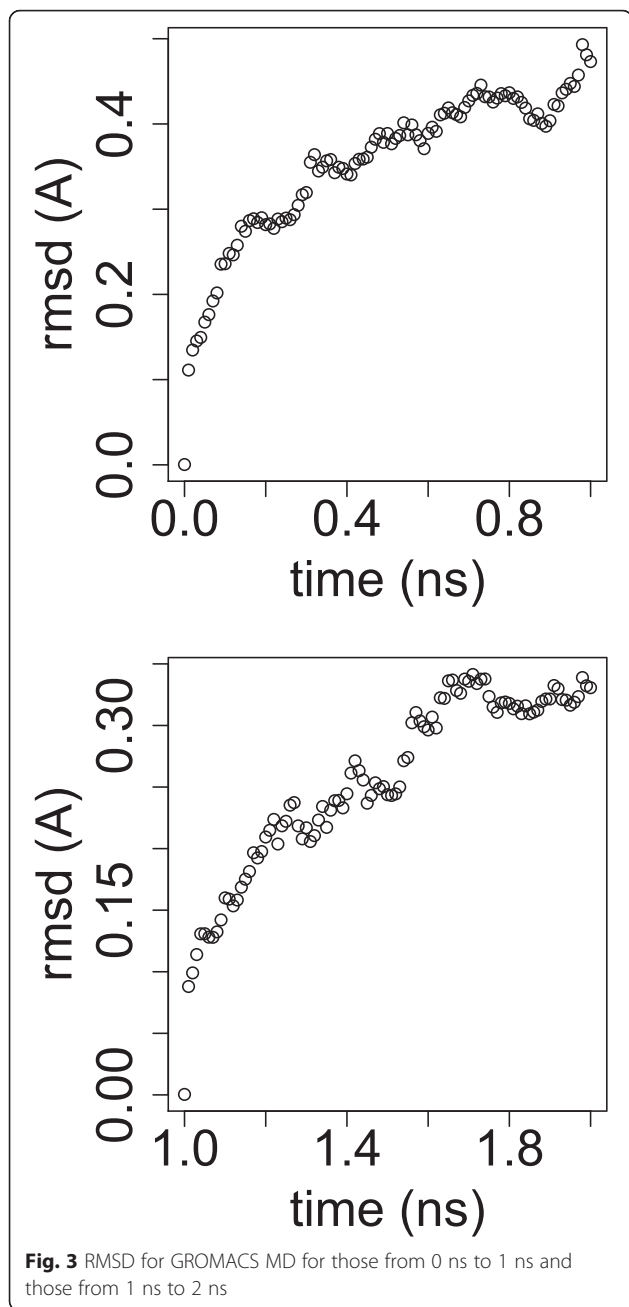 0.4
0.2
0.0
rmsd (A)
0.0 0.4 0.8
time (ns)
0.30
0.15
0.00
rmsd (A)
1.0 1.4 1.8
time (ns)
Fig. 3 RMSD for GROMACS MD for those from 0 ns to 1 ns and
those from 1 ns to 2 ns